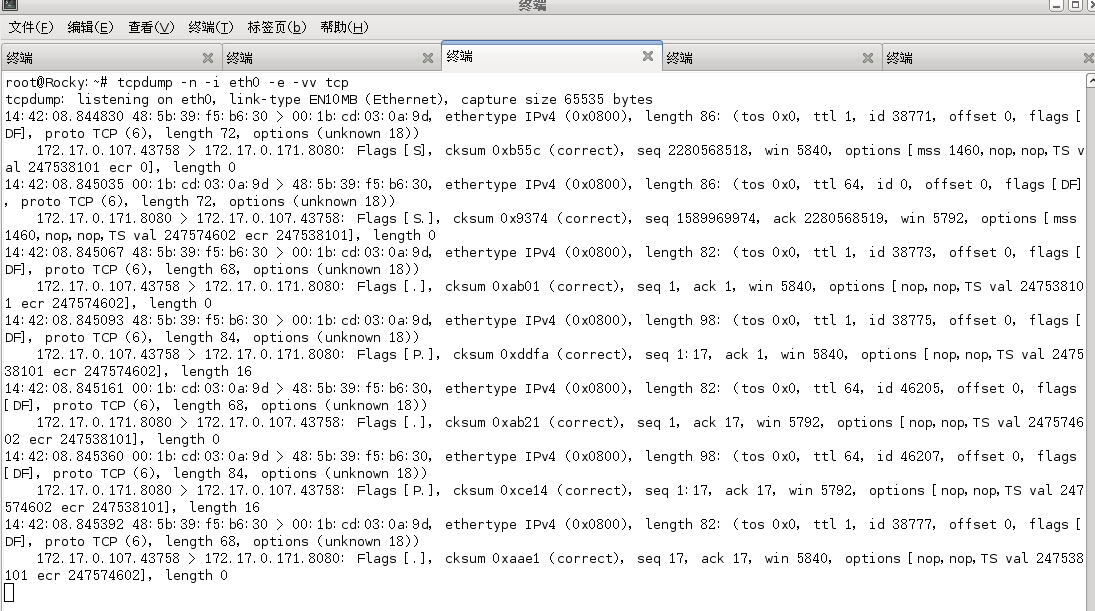 终端
文件(F) 编辑(E) 查看(V) 终端(T) 标签页(b) 帮助(H)
终端 终端 终端 终端 终端
root@Rocky:~# tcpdump -n -i eth0 -e -vv tcp
tcpdump: listening on eth0, link-type EN10MB (Ethernet), capture size 65535 bytes
14:42:08.844830 48:5b:39:f5:b6:30 > 00:1b:cd:03:0a:9d, ethertype IPv4 (0x0800), length 86: (tos 0x0, ttl 1, id 38771, offset 0, flags [
DF], proto TCP (6), length 72, options (unknown 18))
172.17.0.107.43758 > 172.17.0.171.8080: Flags [S], cksum 0xb55c (correct), seq 2280568518, win 5840, options [mss 1460,nop,nop,TS v
al 247538101 ecr 0], length 0
14:42:08.845035 00:1b:cd:03:0a:9d > 48:5b:39:f5:b6:30, ethertype IPv4 (0x0800), length 86: (tos 0x0, ttl 64, id 0, offset 0, flags [DF]
, proto TCP (6), length 72, options (unknown 18))
172.17.0.171.8080 > 172.17.0.107.43758: Flags [S.], cksum 0x9374 (correct), seq 1589969974, ack 2280568519, win 5792, options [mss
1460,nop,nop,TS val 247574602 ecr 247538101], length 0
14:42:08.845067 48:5b:39:f5:b6:30 > 00:1b:cd:03:0a:9d, ethertype IPv4 (0x0800), length 82: (tos 0x0, ttl 1, id 38773, offset 0, flags [
DF], proto TCP (6), length 68, options (unknown 18))
172.17.0.107.43758 > 172.17.0.171.8080: Flags [.], cksum 0xab01 (correct), seq 1, ack 1, win 5840, options [nop,nop,TS val 24753810
1 ecr 247574602], length 0
14:42:08.845093 48:5b:39:f5:b6:30 > 00:1b:cd:03:0a:9d, ethertype IPv4 (0x0800), length 98: (tos 0x0, ttl 1, id 38775, offset 0, flags [
DF], proto TCP (6), length 84, options (unknown 18))
172.17.0.107.43758 > 172.17.0.171.8080: Flags [P.], cksum 0xddfa (correct), seq 1:17, ack 1, win 5840, options [nop,nop,TS val 2475
38101 ecr 247574602], length 16
14:42:08.845161 00:1b:cd:03:0a:9d > 48:5b:39:f5:b6:30, ethertype IPv4 (0x0800), length 82: (tos 0x0, ttl 64, id 46205, offset 0, flags
[DF], proto TCP (6), length 68, options (unknown 18))
172.17.0.171.8080 > 172.17.0.107.43758: Flags [.], cksum 0xab21 (correct), seq 1, ack 17, win 5792, options [nop,nop,TS val 2475746
02 ecr 247538101], length 0
14:42:08.845360 00:1b:cd:03:0a:9d > 48:5b:39:f5:b6:30, ethertype IPv4 (0x0800), length 98: (tos 0x0, ttl 64, id 46207, offset 0, flags
[DF], proto TCP (6), length 84, options (unknown 18))
172.17.0.171.8080 > 172.17.0.107.43758: Flags [P.], cksum 0xce14 (correct), seq 1:17, ack 17, win 5792, options [nop,nop,TS val 247
574602 ecr 247538101], length 16
14:42:08.845392 48:5b:39:f5:b6:30 > 00:1b:cd:03:0a:9d, ethertype IPv4 (0x0800), length 82: (tos 0x0, ttl 1, id 38777, offset 0, flags [
DF], proto TCP (6), length 68, options (unknown 18))
172.17.0.107.43758 > 172.17.0.171.8080: Flags [.], cksum 0xaae1 (correct), seq 17, ack 17, win 5840, options [nop,nop,TS val 247538
101 ecr 247574602], length 0